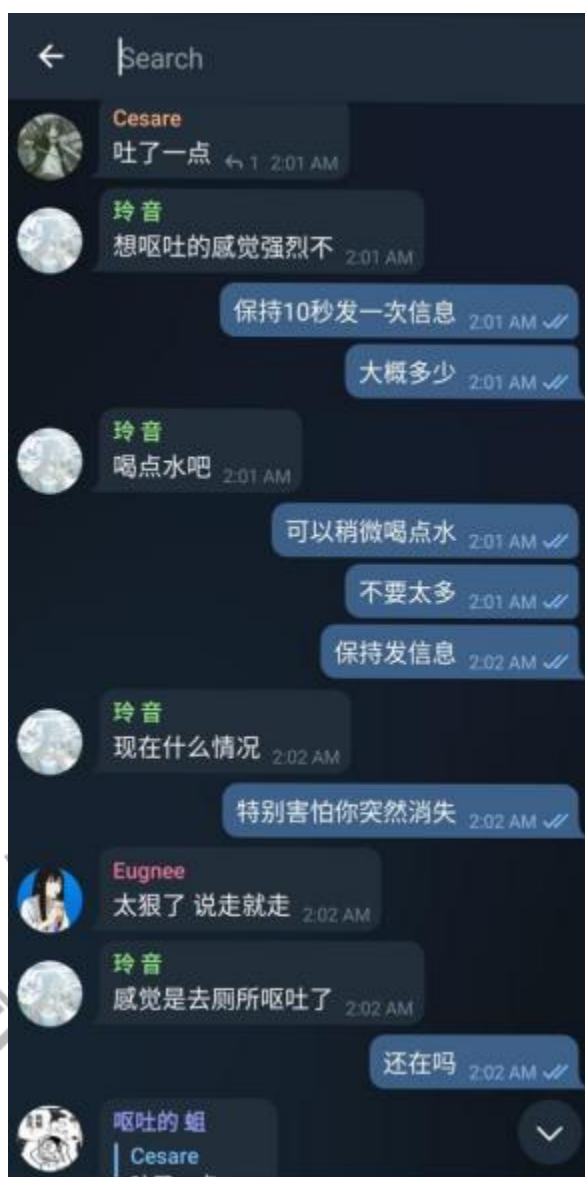 Search
Cesare
吐了一点 1 2:01 AM
玲 音
想呕吐的感觉强烈不 2:01 AM
保持10秒发一次信息 2:01 AM
大概多少 2:01 AM
玲 音
喝点水吧 2:01 AM
可以稍微喝点水 2:01 AM
不要太多 2:01 AM
保持发信息 2:02 AM
玲 音
现在什么情况 2:02 AM
特别害怕你突然消失 2:02 AM
Eugnee
太狠了 说走就走 2:02 AM
玲 音
感觉是去厕所呕吐了 2:02 AM
还在吗 2:02 AM
呕吐的 蛆
Cesare